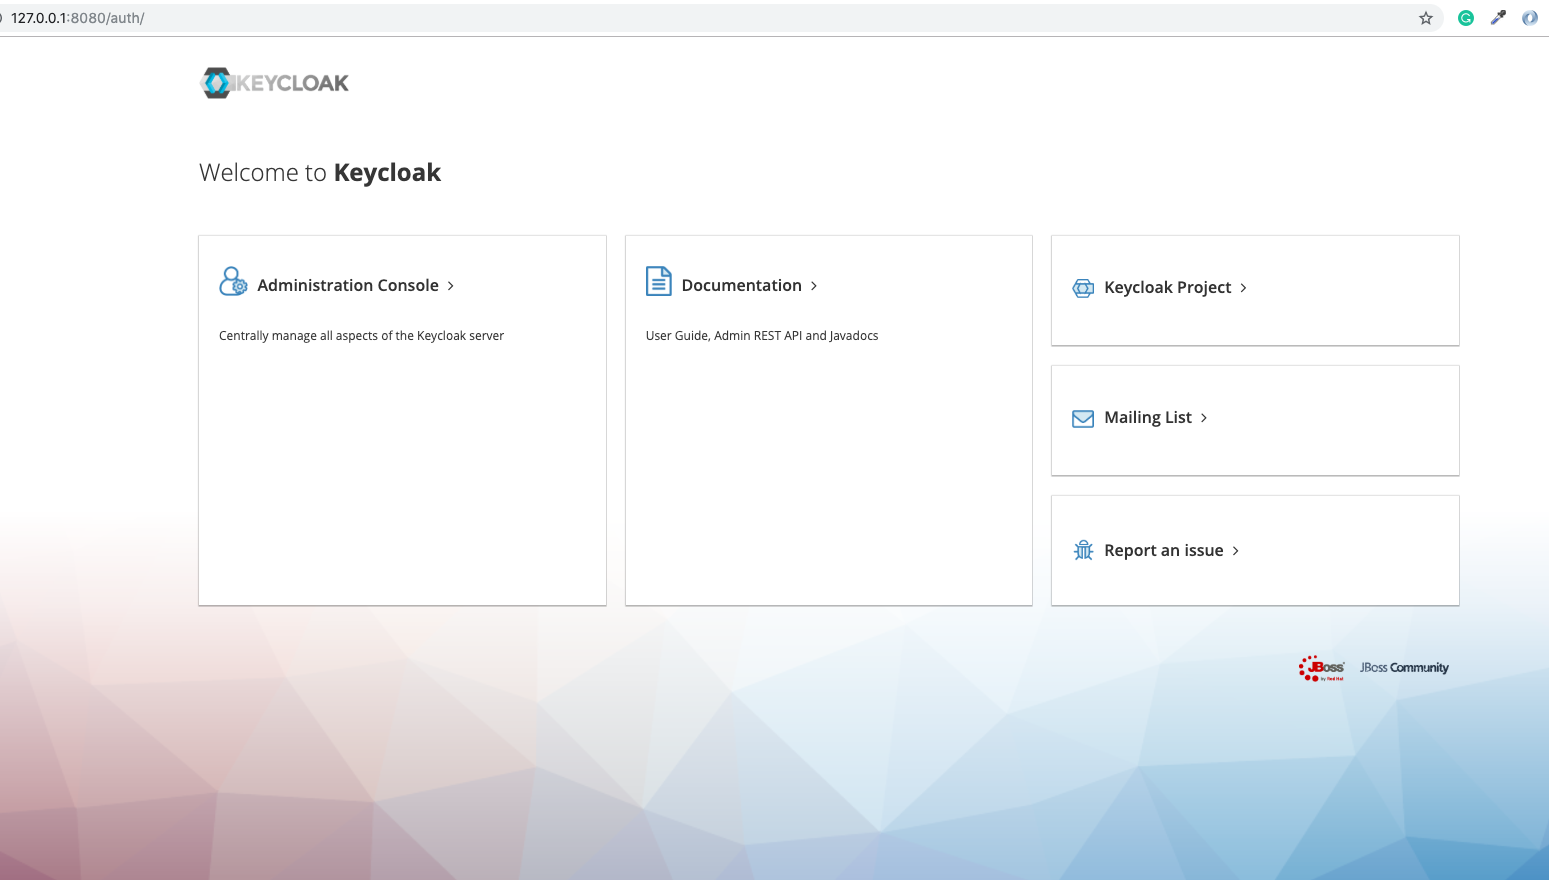 127.0.0.1:8080/auth/
KEYCLOAK
Welcome to Keycloak
Administration Console
Centrally manage all aspects of the Keycloak server
Documentation
User Guide, Admin REST API and Javadocs
Keycloak Project
Mailing List
Report an issue
JBoss
by Red Hat
JBoss Community